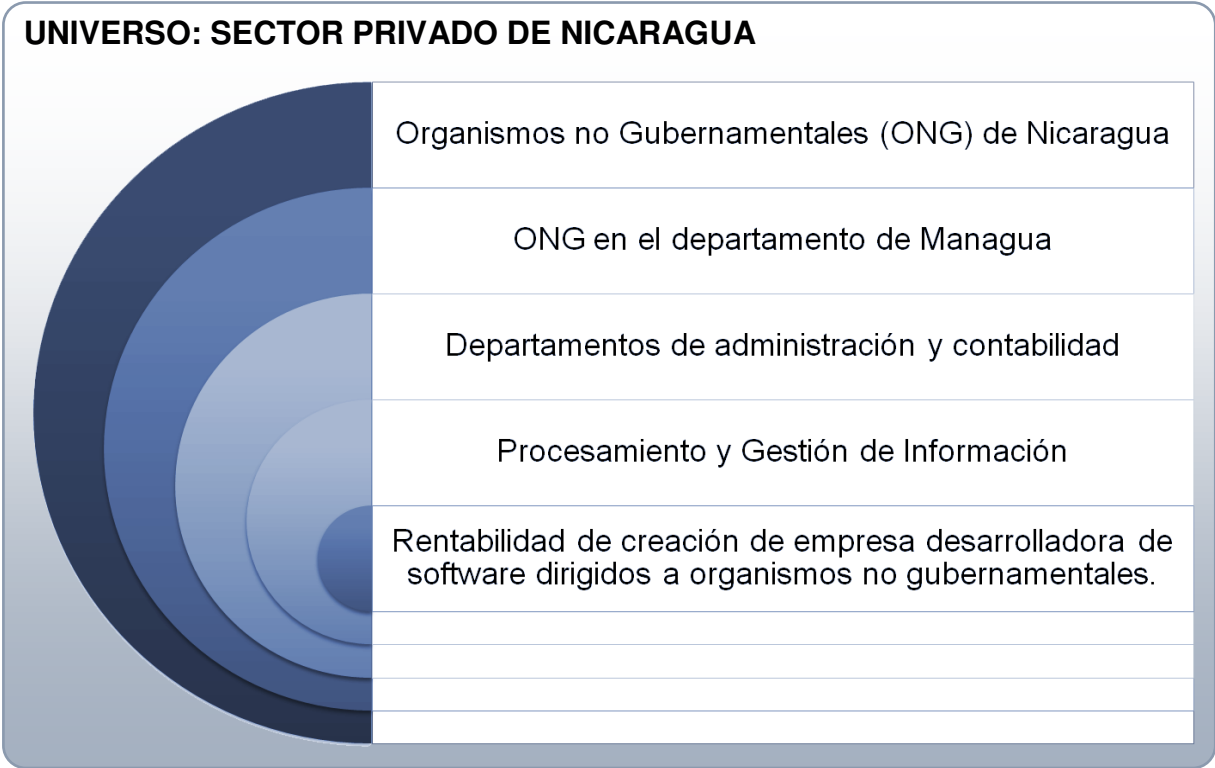 UNIVERSO: SECTOR PRIVADO DE NICARAGUA
Organismos no Gubernamentales (ONG) de Nicaragua
ONG en el departamento de Managua
Departamentos de administración y contabilidad
Procesamiento y Gestión de Información
Rentabilidad de creación de empresa desarrolladora de
software dirigidos a organismos no gubernamentales.